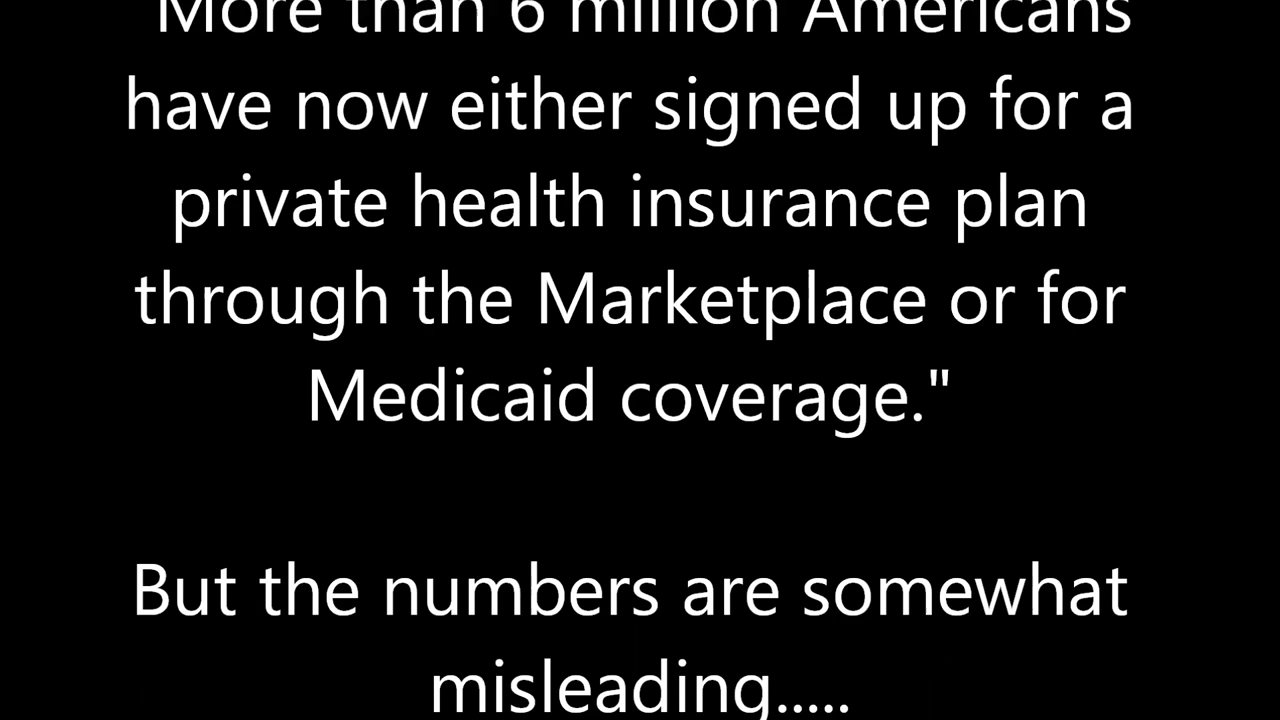 More than 6 million Americans
have now either signed up for a
private health insurance plan
through the Marketplace or for
Medicaid coverage."
But the numbers are somewhat
misleading.....